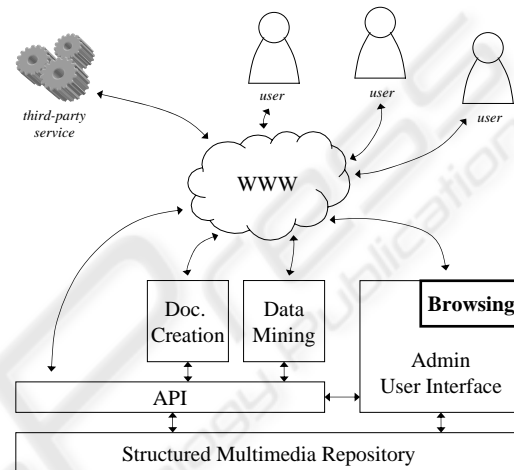 user
user
user
third-party
service
WWW
Doc.
Creation
Data
Mining
Browsing
Admin
User Interface
API
Structured Multimedia Repository